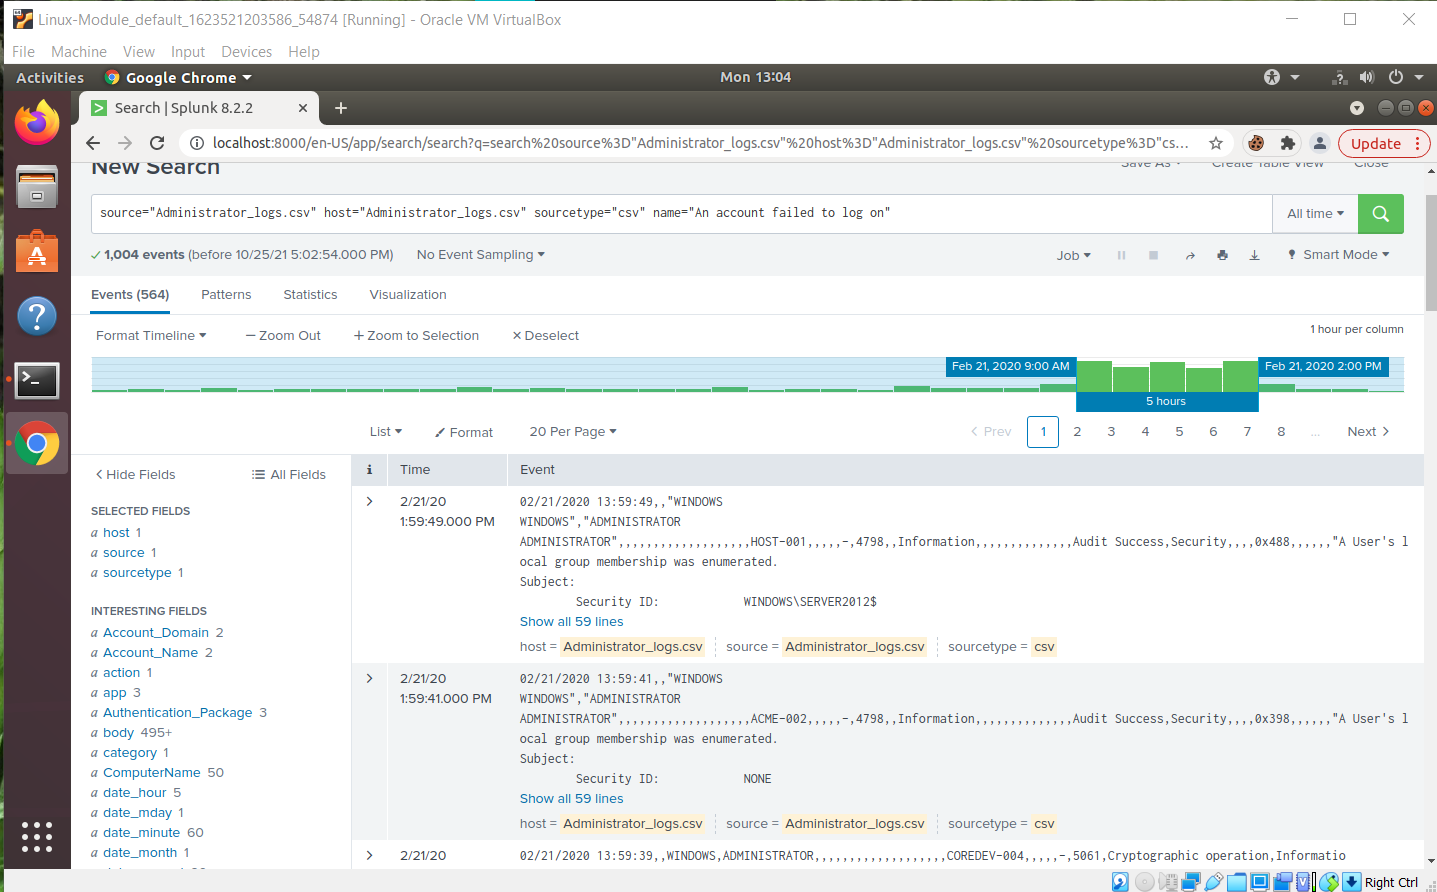 Linux-Module_default_1623521203586_54874 [Running] - Oracle VM VirtualBox
File Machine View Input Devices Help
Activities Google Chrome Mon 13:04
Search | Splunk 8.2.2
localhost:8000/en-US/app/search/search?q=search%20source%3D"Administrator_logs.csv"%20host%3D"Administrator_logs.csv"%20sourcetype%3D"cs... Update
New Search Save As Create Table View Close
source="Administrator_logs.csv" host="Administrator_logs.csv" sourcetype="csv" name="An account failed to log on" All time
1,004 events (before 10/25/21 5:02:54.000 PM) No Event Sampling Job Smart Mode
Events (564) Patterns Statistics Visualization
Format Timeline — Zoom Out + Zoom to Selection × Deselect 1 hour per column
Feb 21, 2020 9:00 AM Feb 21, 2020 2:00 PM
5 hours
List Format 20 Per Page < Prev 1 2 3 4 5 6 7 8 ... Next >
< Hide Fields All Fields
i Time Event
SELECTED FIELDS
a host 1
a source 1
a sourcetype 1
INTERESTING FIELDS
a Account_Domain 2
a Account_Name 2
a action 1
a app 3
a Authentication_Package 3
a body 495+
a category 1
a ComputerName 50
a date_hour 5
a date_mday 1
a date_minute 60
a date_month 1
2/21/20
1:59:49.000 PM
02/21/2020 13:59:49,,"WINDOWS
WINDOWS","ADMINISTRATOR
ADMINISTRATOR",,,,,,,,,,,,,,,,,,,HOST-001,,,,,-,4798,,Information,,,,,,,,,,,,,,Audit Success,Security,,,,0x488,,,,,,"A User's l
ocal group membership was enumerated.
Subject:
Security ID: WINDOWS\SERVER2012$
Show all 59 lines
host = Administrator_logs.csv source = Administrator_logs.csv sourcetype = csv
2/21/20
1:59:41.000 PM
02/21/2020 13:59:41,,"WINDOWS
WINDOWS","ADMINISTRATOR
ADMINISTRATOR",,,,,,,,,,,,,,,,,,,ACME-002,,,,,-,4798,,Information,,,,,,,,,,,,,,Audit Success,Security,,,,0x398,,,,,,"A User's l
ocal group membership was enumerated.
Subject:
Security ID: NONE
Show all 59 lines
host = Administrator_logs.csv source = Administrator_logs.csv sourcetype = csv
2/21/20
02/21/2020 13:59:39,,WINDOWS,ADMINISTRATOR,,,,,,,,,,,,,,,,,,,COREDEV-004,,,,,-,5061,Cryptographic operation,Informatio
Right Ctrl